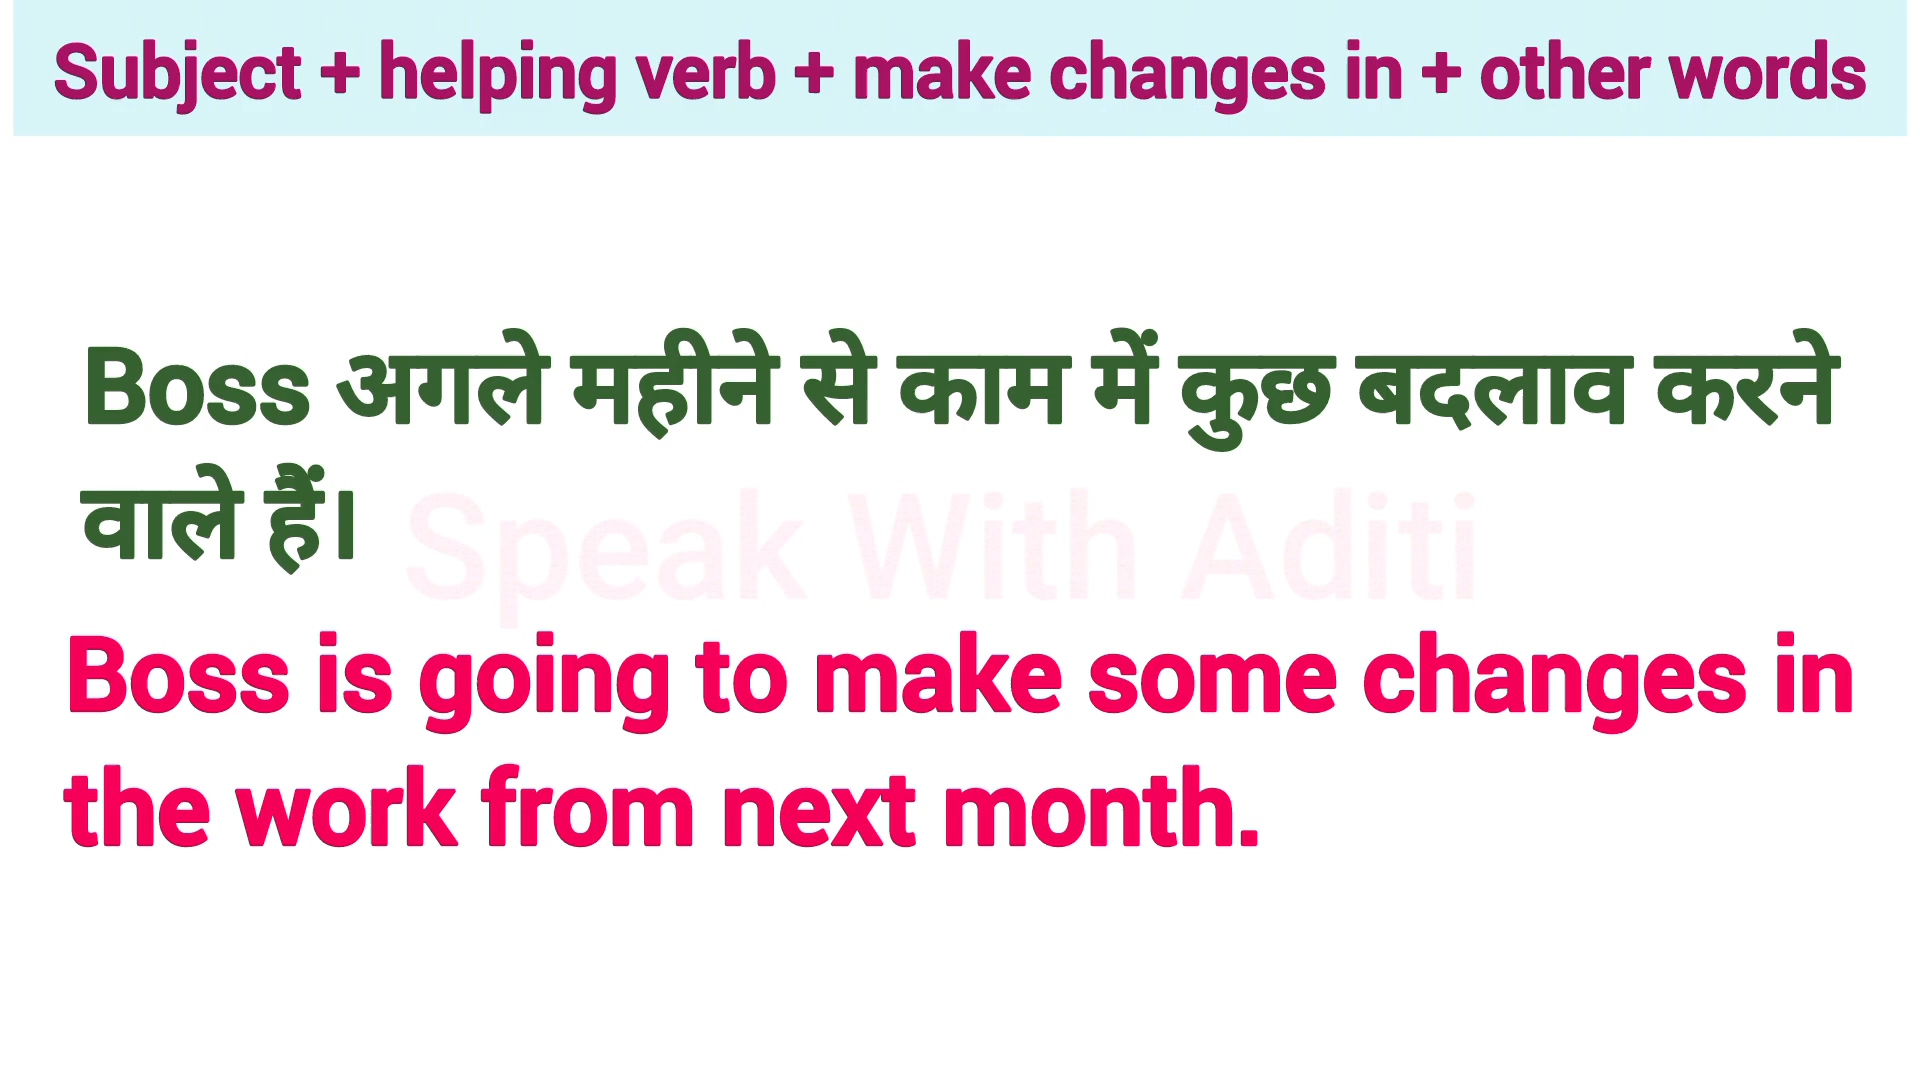 Subject + helping verb + make changes in + other words
Boss अगले महीने से काम में कुछ बदलाव करने
वाले हैं।
Speak With Aditi
Boss is going to make some changes in
the work from next month.